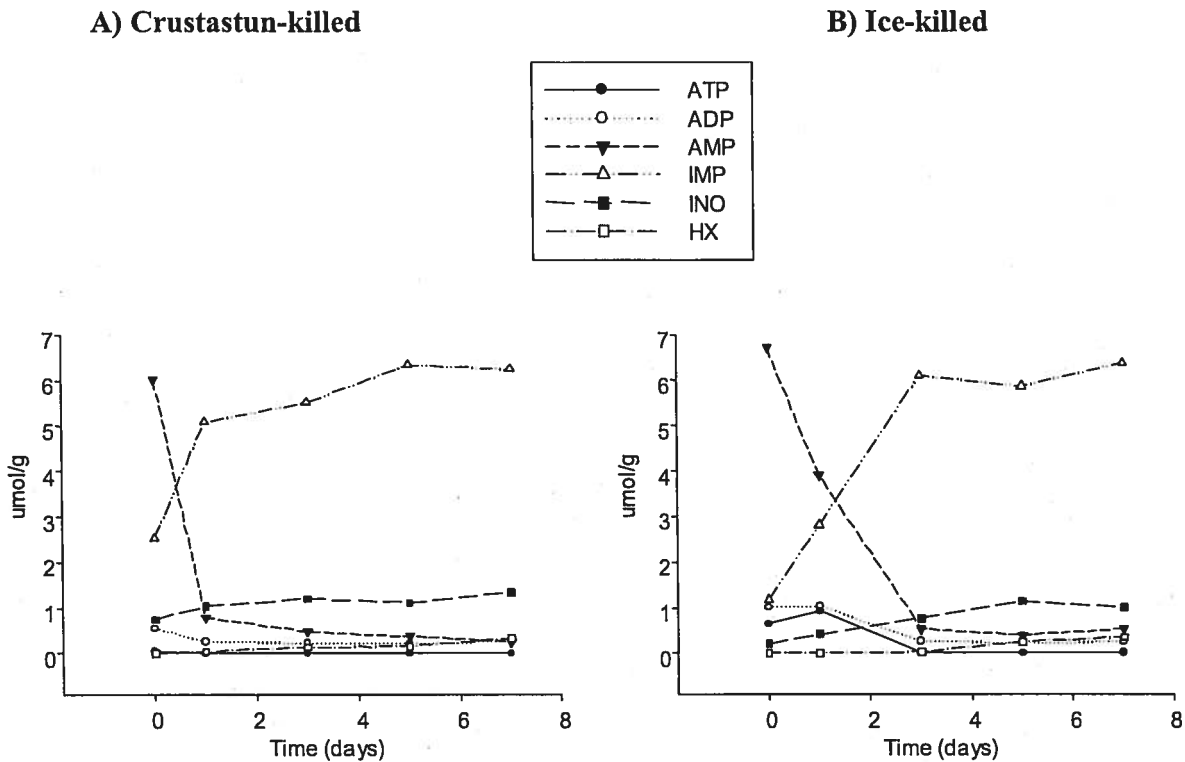 A) Crustastun-killed
B) Ice-killed
ATP
ADP
AMP
IMP
INO
HX
7
6
5
4
3
2
1
0
umol/g
0 2 4 6 8
Time (days)
7
6
5
4
3
2
1
0
umol/g
0 2 4 6 8
Time (days)